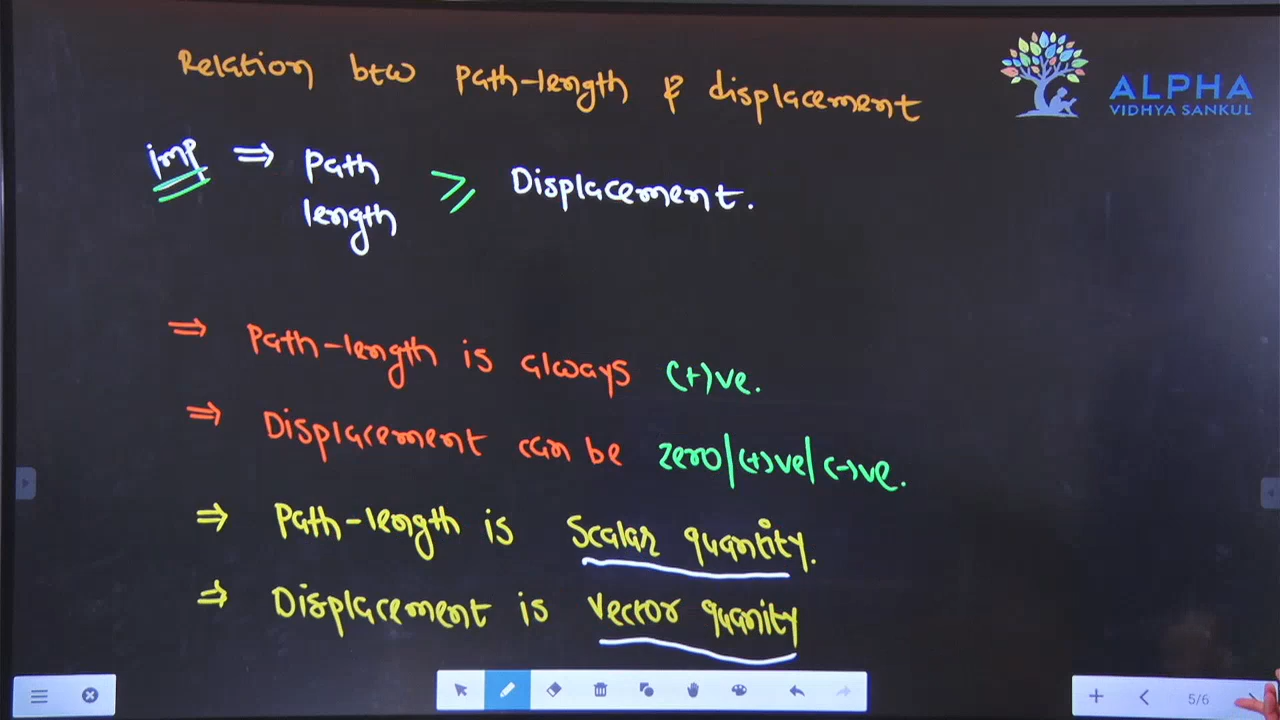 Relation btw path-length & displacement
ALPHA
VIDHYA SANKUL
imp ⇒ path length ⩾ Displacement.
⇒ Path-length is always (+)ve.
⇒ Displacement can be zero/(+)ve/(-)ve.
⇒ Path-length is scalar quantity.
⇒ Displacement is vector quanity
5/6